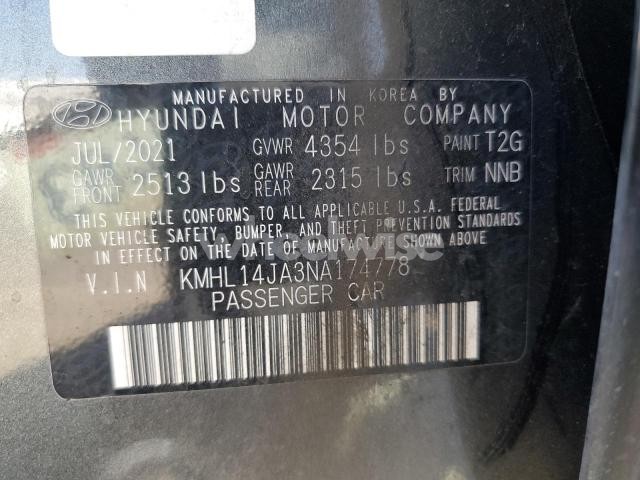 MANUFACTURED IN KOREA BY
HYUNDAI MOTOR COMPANY
JUL/2021 GVWR 4354 lbs PAINT T2G
GAWR FRONT 2513 lbs GAWR REAR 2315 lbs TRIM NNB
THIS VEHICLE CONFORMS TO ALL APPLICABLE U.S.A. FEDERAL
MOTOR VEHICLE SAFETY, BUMPER, AND THEFT PREVENTION STANDARDS
IN EFFECT ON THE DATE OF MANUFACTURE SHOWN ABOVE
V.I.N KMHL14JA3NA174778
PASSENGER CAR